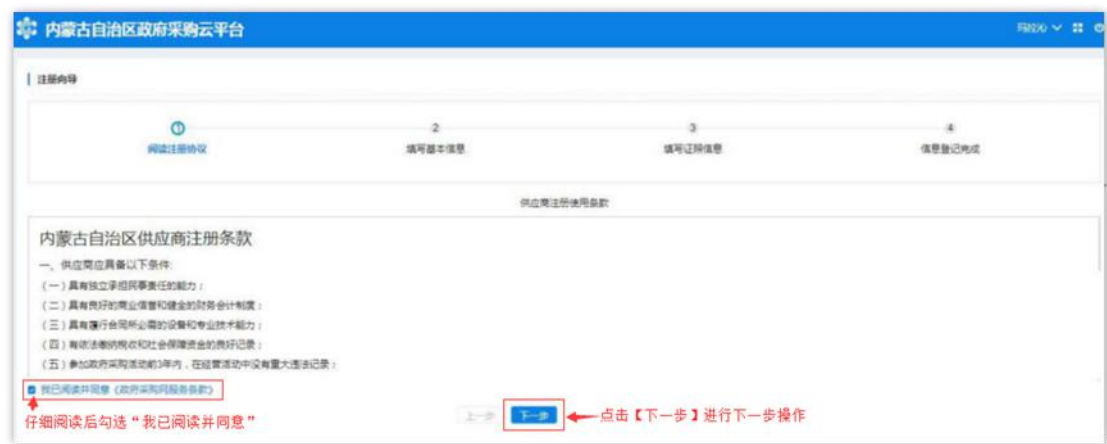 内蒙古自治区政府采购云平台
注册向导
1 2 3 4
阅读注册协议 填写基本信息 填写证照信息 信息登记完成
供应商注册使用条款
内蒙古自治区供应商注册条款
一、供应商应具备以下条件:
（一）具有独立承担民事责任的能力；
（二）具有良好的商业信誉和健全的财务会计制度；
（三）具有履行合同所必需的设备和专业技术能力；
（四）有依法缴纳税收和社会保障资金的良好记录；
（五）参加政府采购活动前3年内，在经营活动中没有重大违法记录；
我已阅读并同意《政府采购网服务条款》
仔细阅读后勾选“我已阅读并同意”
上一步 下一步 点击【下一步】进行下一步操作